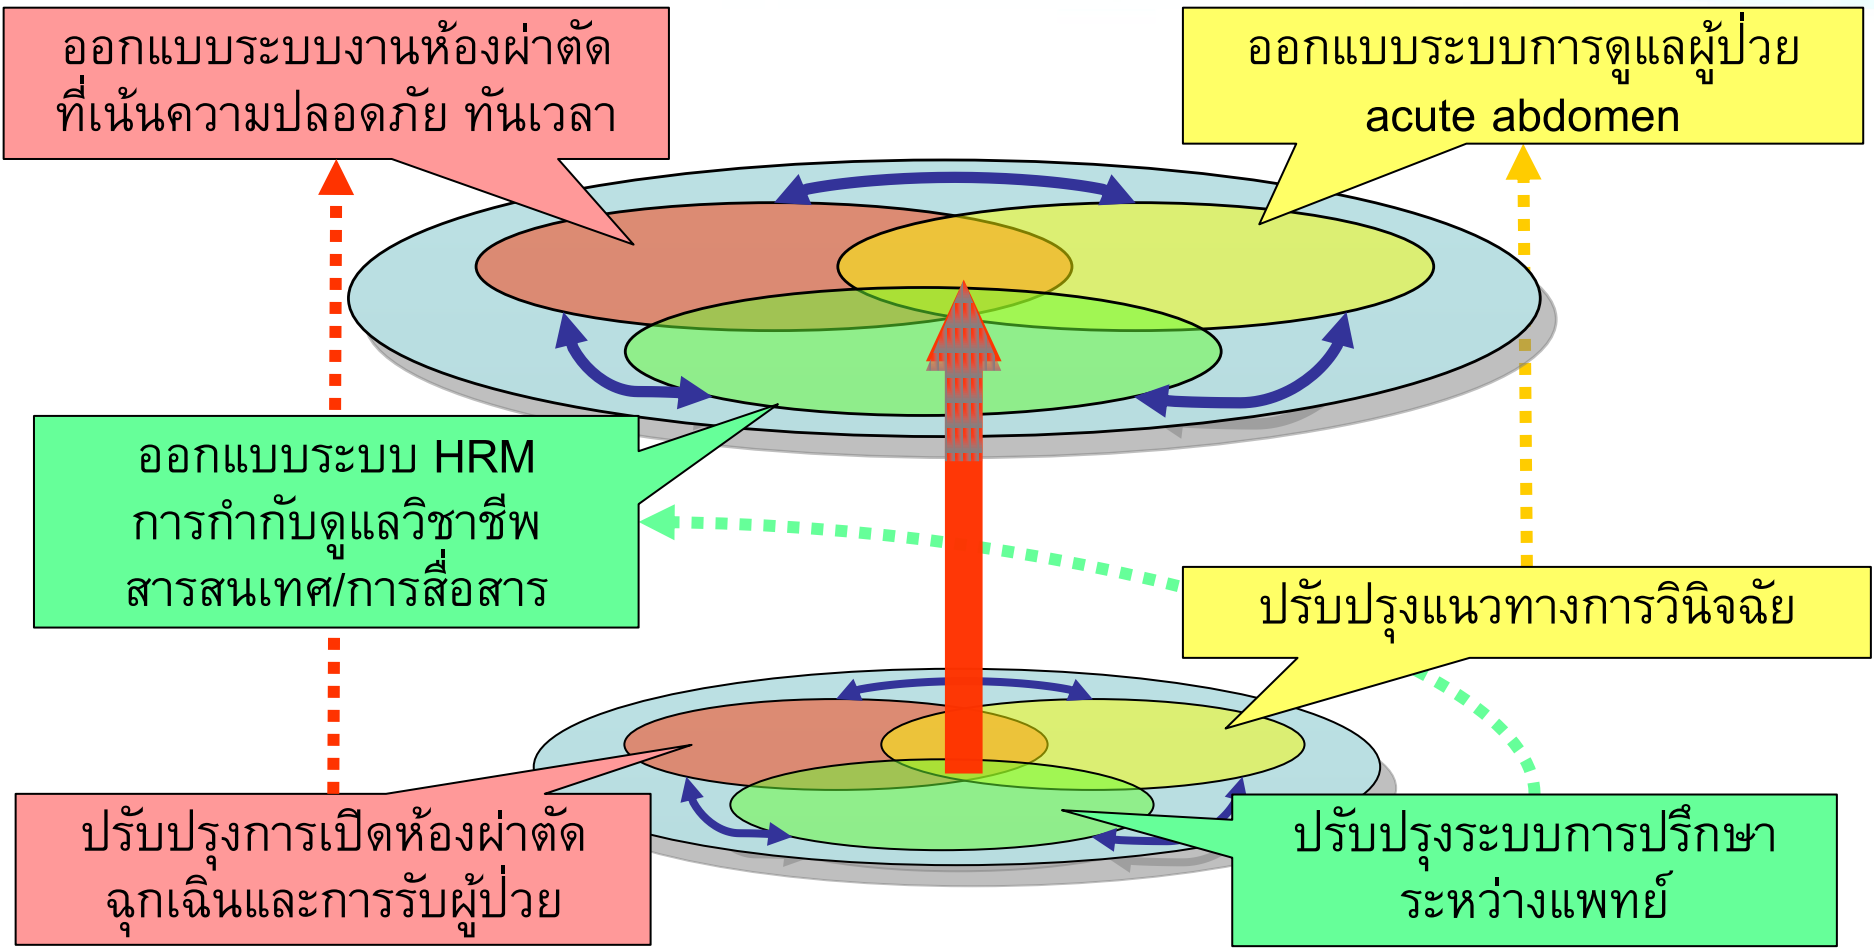 ออกแบบระบบงานห้องผ่าตัด
ที่เน้นความปลอดภัย ทันเวลา
ออกแบบระบบการดูแลผู้ป่วย
acute abdomen
ออกแบบระบบ HRM
การกำกับดูแลวิชาชีพ
สารสนเทศ/การสื่อสาร
ปรับปรุงแนวทางการวินิจฉัย
ปรับปรุงการเปิดห้องผ่าตัด
ฉุกเฉินและการรับผู้ป่วย
ปรับปรุงระบบการปรึกษา
ระหว่างแพทย์